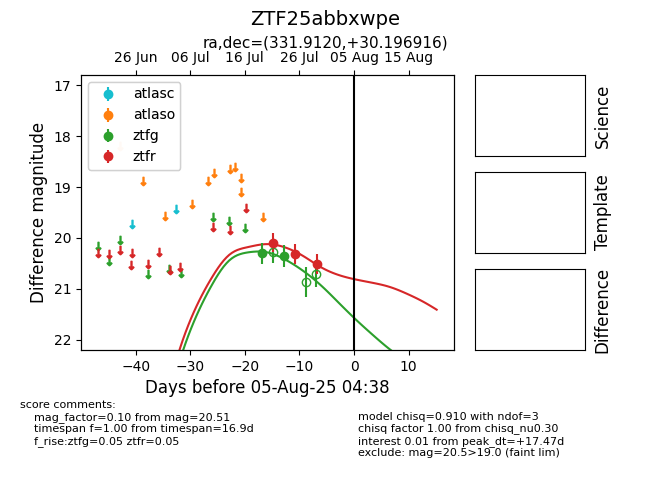 ZTF25abbxwpe
ra,dec=(331.9120,+30.196916)
26 Jun 06 Jul 16 Jul 26 Jul 05 Aug 15 Aug
17
18
19
20
21
22
Difference magnitude
atlasc
atlaso
ztfg
ztfr
−40 −30 −20 −10 0 10
Days before 05-Aug-25 04:38
Science
Template
Difference
score comments:
mag_factor=0.10 from mag=20.51
timespan f=1.00 from timespan=16.9d
f_rise:ztfg=0.05 ztfr=0.05
model chisq=0.910 with ndof=3
chisq factor 1.00 from chisq_nu0.30
interest 0.01 from peak_dt=+17.47d
exclude: mag=20.5>19.0 (faint lim)